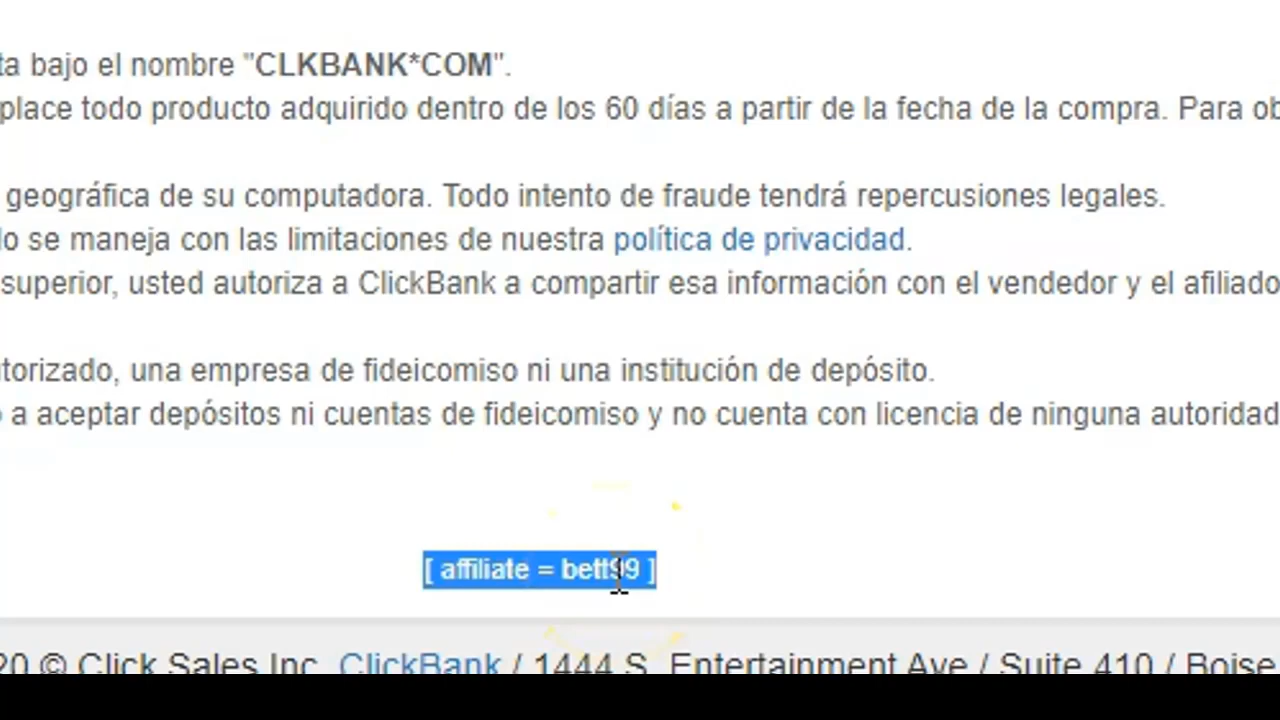 ta bajo el nombre "CLKBANK*COM".
place todo producto adquirido dentro de los 60 días a partir de la fecha de la compra. Para ob
geográfica de su computadora. Todo intento de fraude tendrá repercusiones legales.
lo se maneja con las limitaciones de nuestra política de privacidad.
superior, usted autoriza a ClickBank a compartir esa información con el vendedor y el afiliado
utorizado, una empresa de fideicomiso ni una institución de depósito.
o a aceptar depósitos ni cuentas de fideicomiso y no cuenta con licencia de ninguna autoridad
[ affiliate = bett99 ]
20 © Click Sales Inc. ClickBank / 1444 S. Entertainment Ave / Suite 410 / Boise